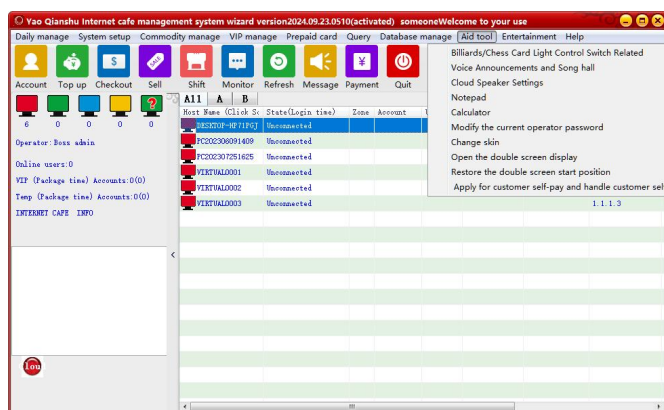 Yao Qianshu Internet cafe management system wizard version2024.09.23.0510(activated) someoneWelcome to your use
Daily manage System setup Commodity manage VIP manage Prepaid card Query Database manage Aid tool Entertainment Help
Account Top up Checkout Sell Shift Monitor Refresh Message Payment Quit
Billiards/Chess Card Light Control Switch Related
Voice Announcements and Song hall
Cloud Speaker Settings
Notepad
Calculator
Modify the current operator password
Change skin
Open the double screen display
Restore the double screen start position
Apply for customer self-pay and handle customer sel
6 0 0 0 0
Operator:Boss admin
Online users:0
VIP (Package time) Accounts:0(0)
Temp (Package time) Accounts:0(0)
INTERNET CAFE INFO
All A B
Host Name (Click Sc State(Login time) Zone Account
DESKTOP-HP71PGJ Unconnected
PC202306091409 Unconnected
PC202307251625 Unconnected
VIRTUAL0001 Unconnected
VIRTUAL0002 Unconnected
VIRTUAL0003 Unconnected 1.1.1.3